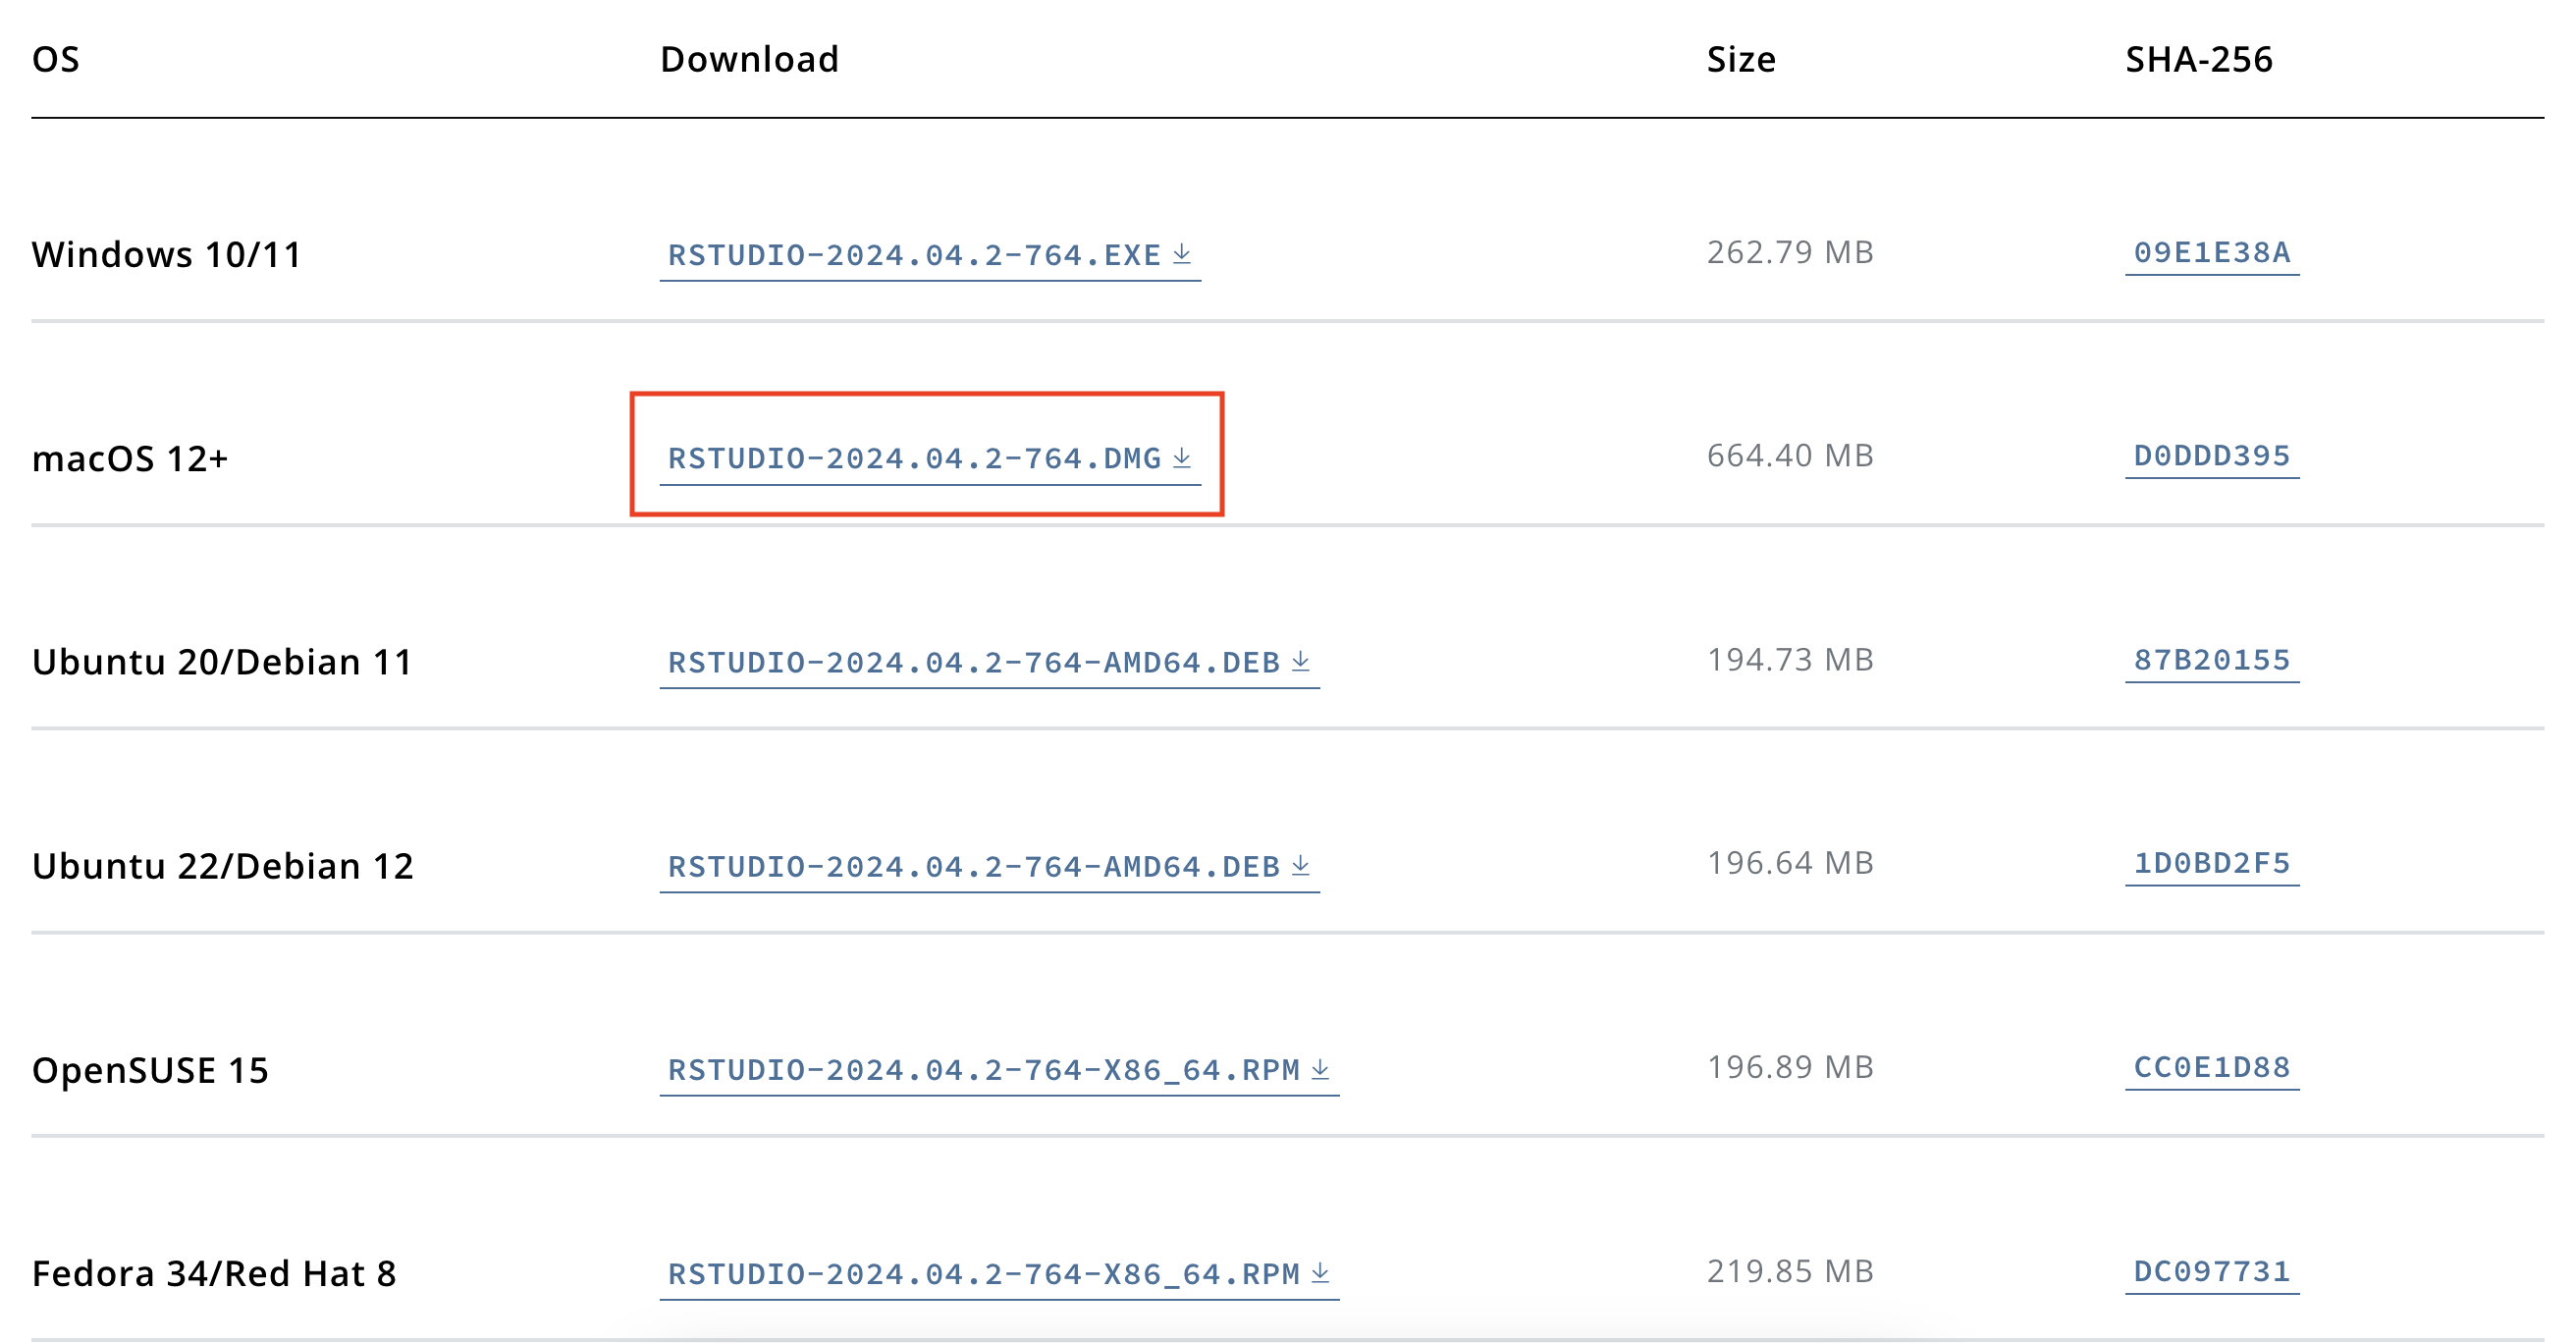 OS Download Size SHA-256
Windows 10/11 RSTUDIO-2024.04.2-764.EXE 262.79 MB 09E1E38A
macOS 12+ RSTUDIO-2024.04.2-764.DMG 664.40 MB D0DDD395
Ubuntu 20/Debian 11 RSTUDIO-2024.04.2-764-AMD64.DEB 194.73 MB 87B20155
Ubuntu 22/Debian 12 RSTUDIO-2024.04.2-764-AMD64.DEB 196.64 MB 1D0BD2F5
OpenSUSE 15 RSTUDIO-2024.04.2-764-X86_64.RPM 196.89 MB CC0E1D88
Fedora 34/Red Hat 8 RSTUDIO-2024.04.2-764-X86_64.RPM 219.85 MB DC097731